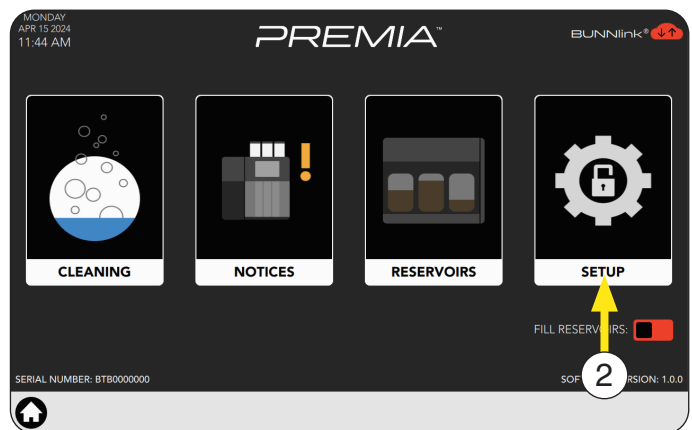 MONDAY
APR 15 2024
11:44 AM
PREMIA™
BUNNlink®
CLEANING
NOTICES
RESERVOIRS
SETUP
FILL RESERVOIRS:
SERIAL NUMBER: BTB0000000
SOF 2 RSION: 1.0.0